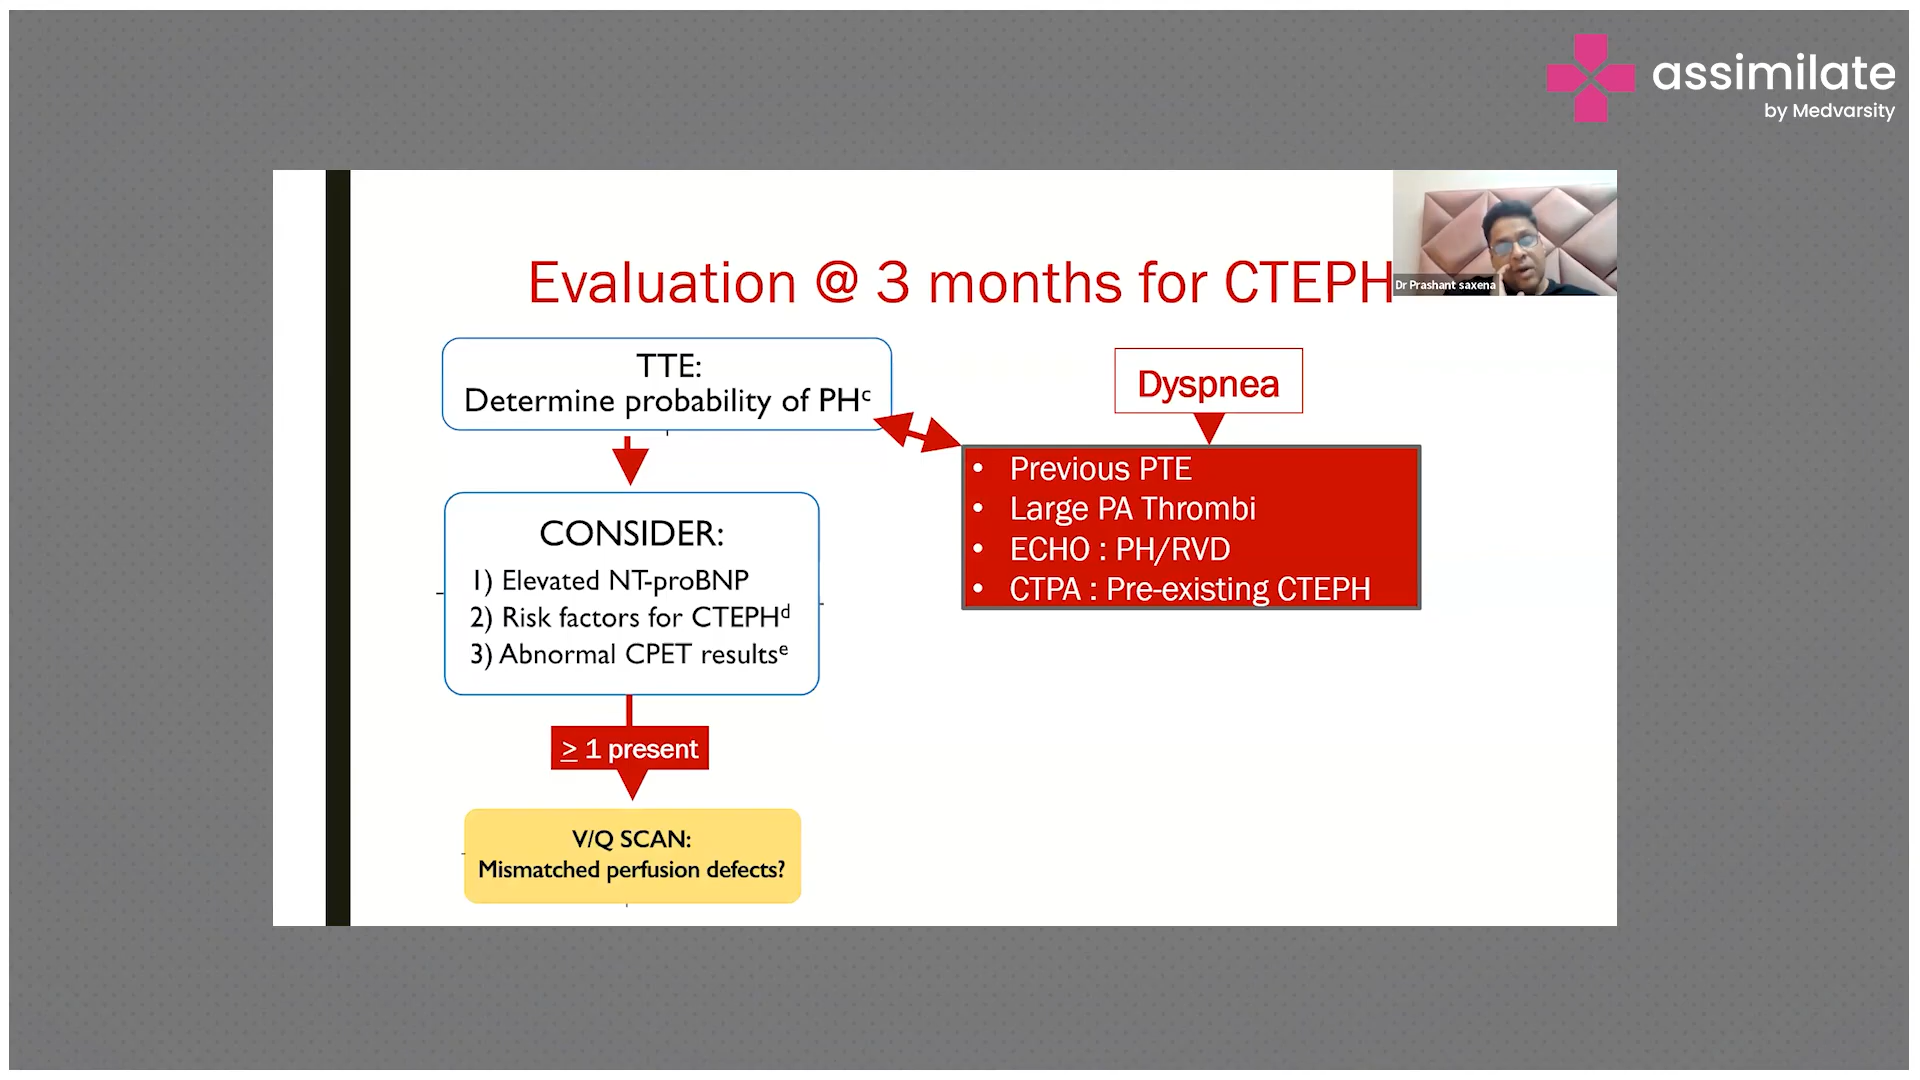 assimilate
by Medvarsity
Evaluation @ 3 months for CTEPH
Dr Prashant saxena
TTE:
Determine probability of PHᶜ
CONSIDER:
1) Elevated NT-proBNP
2) Risk factors for CTEPHᵈ
3) Abnormal CPET resultsᵉ
≥ 1 present
V/Q SCAN:
Mismatched perfusion defects?
Dyspnea
• Previous PTE
• Large PA Thrombi
• ECHO : PH/RVD
• CTPA : Pre-existing CTEPH